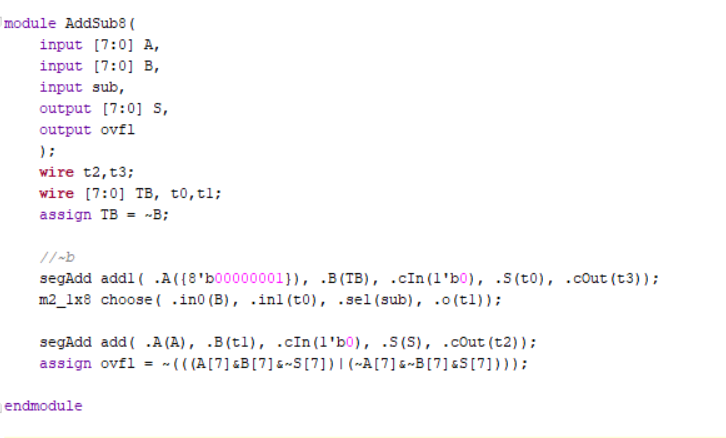 module AddSub8(
input [7:0] A,
input [7:0] B,
input sub,
output [7:0] S,
output ovfl
);
wire t2,t3;
wire [7:0] TB, t0,t1;
assign TB = ~B;
//~b
segAdd add1( .A({8'b00000001}), .B(TB), .cIn(1'b0), .S(t0), .cOut(t3));
m2_1x8 choose( .in0(B), .in1(t0), .sel(sub), .o(t1));
segAdd add( .A(A), .B(t1), .cIn(1'b0), .S(S), .cOut(t2));
assign ovfl = ~(((A[7]&B[7]&~S[7])|(~A[7]&~B[7]&S[7])));
endmodule